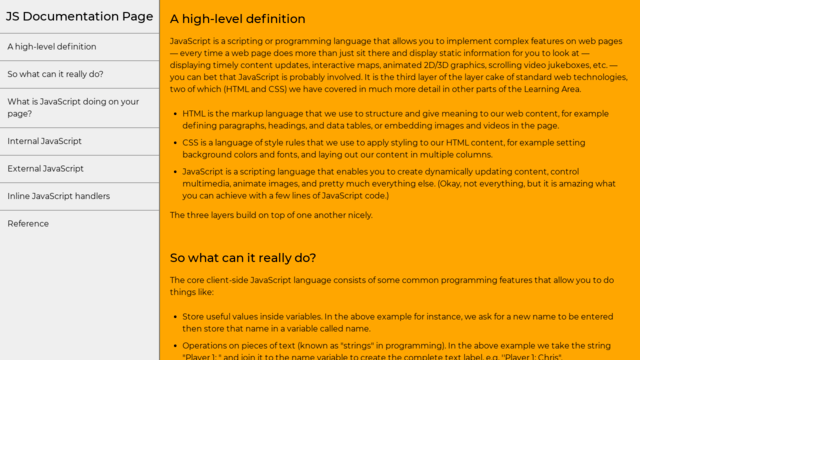 JS Documentation Page
A high-level definition
So what can it really do?
What is JavaScript doing on your
page?
Internal JavaScript
External JavaScript
Inline JavaScript handlers
Reference
A high-level definition
JavaScript is a scripting or programming language that allows you to implement complex features on web pages
— every time a web page does more than just sit there and display static information for you to look at —
displaying timely content updates, interactive maps, animated 2D/3D graphics, scrolling video jukeboxes, etc. —
you can bet that JavaScript is probably involved. It is the third layer of the layer cake of standard web technologies,
two of which (HTML and CSS) we have covered in much more detail in other parts of the Learning Area.
• HTML is the markup language that we use to structure and give meaning to our web content, for example
defining paragraphs, headings, and data tables, or embedding images and videos in the page.
• CSS is a language of style rules that we use to apply styling to our HTML content, for example setting
background colors and fonts, and laying out our content in multiple columns.
• JavaScript is a scripting language that enables you to create dynamically updating content, control
multimedia, animate images, and pretty much everything else. (Okay, not everything, but it is amazing what
you can achieve with a few lines of JavaScript code.)
The three layers build on top of one another nicely.
So what can it really do?
The core client-side JavaScript language consists of some common programming features that allow you to do
things like:
• Store useful values inside variables. In the above example for instance, we ask for a new name to be entered
then store that name in a variable called name.
• Operations on pieces of text (known as "strings" in programming). In the above example we take the string
"Player 1: " and join it to the name variable to create the complete text label, e.g. ''Player 1: Chris".